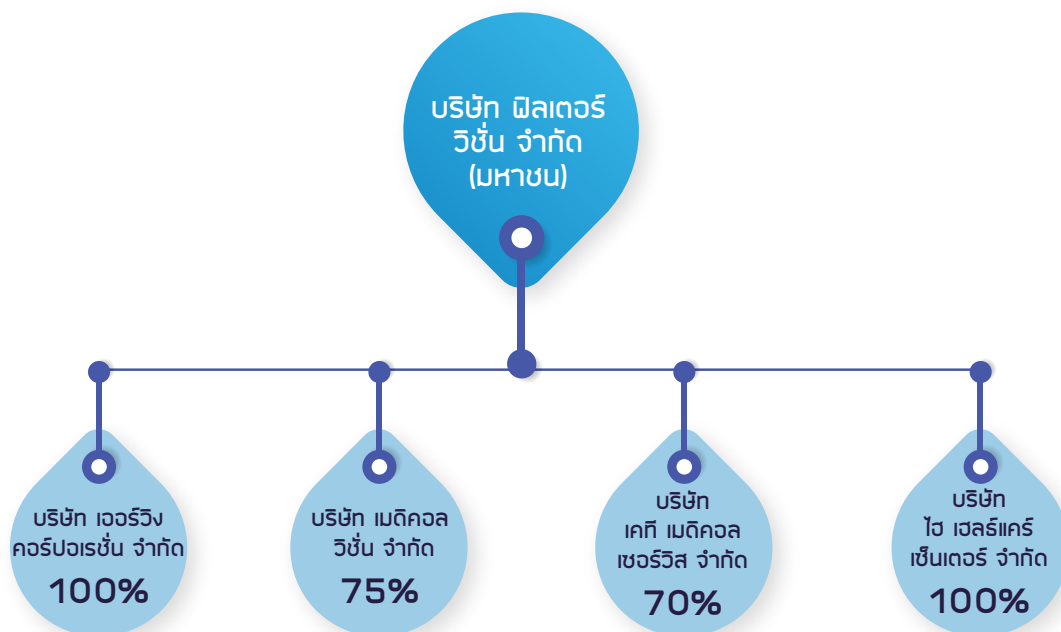 บริษัท ฟิลเตอร์
วิชั่น จำกัด
(มหาชน)
บริษัท เออร์วิง
คอร์ปอเรชั่น จำกัด
100%
บริษัท เมดิคอล
วิชั่น จำกัด
75%
บริษัท
เคที เมดิคอล
เซอร์วิส จำกัด
70%
บริษัท
ไฮ เฮลธ์แคร์
เซ็นเตอร์ จำกัด
100%